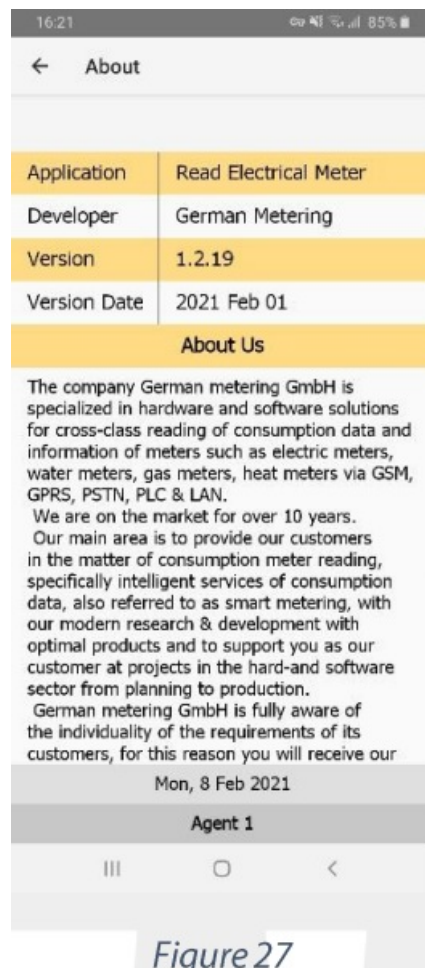 16:21 85%
← About
Application Read Electrical Meter
Developer German Metering
Version 1.2.19
Version Date 2021 Feb 01
About Us
The company German metering GmbH is
specialized in hardware and software solutions
for cross-class reading of consumption data and
information of meters such as electric meters,
water meters, gas meters, heat meters via GSM,
GPRS, PSTN, PLC & LAN.
We are on the market for over 10 years.
Our main area is to provide our customers
in the matter of consumption meter reading,
specifically intelligent services of consumption
data, also referred to as smart metering, with
our modern research & development with
optimal products and to support you as our
customer at projects in the hard-and software
sector from planning to production.
German metering GmbH is fully aware of
the individuality of the requirements of its
customers, for this reason you will receive our
Mon, 8 Feb 2021
Agent 1
Figure 27